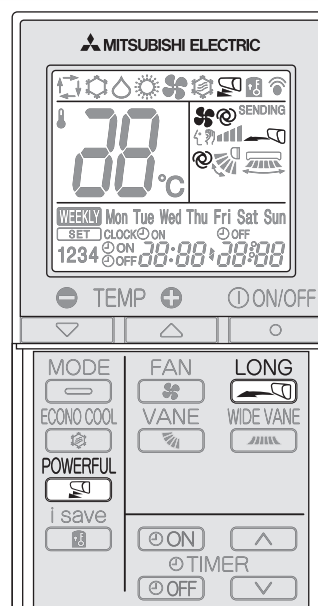 MITSUBISHI ELECTRIC
SENDING
88
°C
WEEKLY Mon Tue Wed Thu Fri Sat Sun
SET CLOCK ON OFF
1234 ON OFF 88:88 88:88
TEMP ON/OFF
MODE FAN LONG
ECONO COOL VANE WIDE VANE
POWERFUL
i save
ON
TIMER
OFF